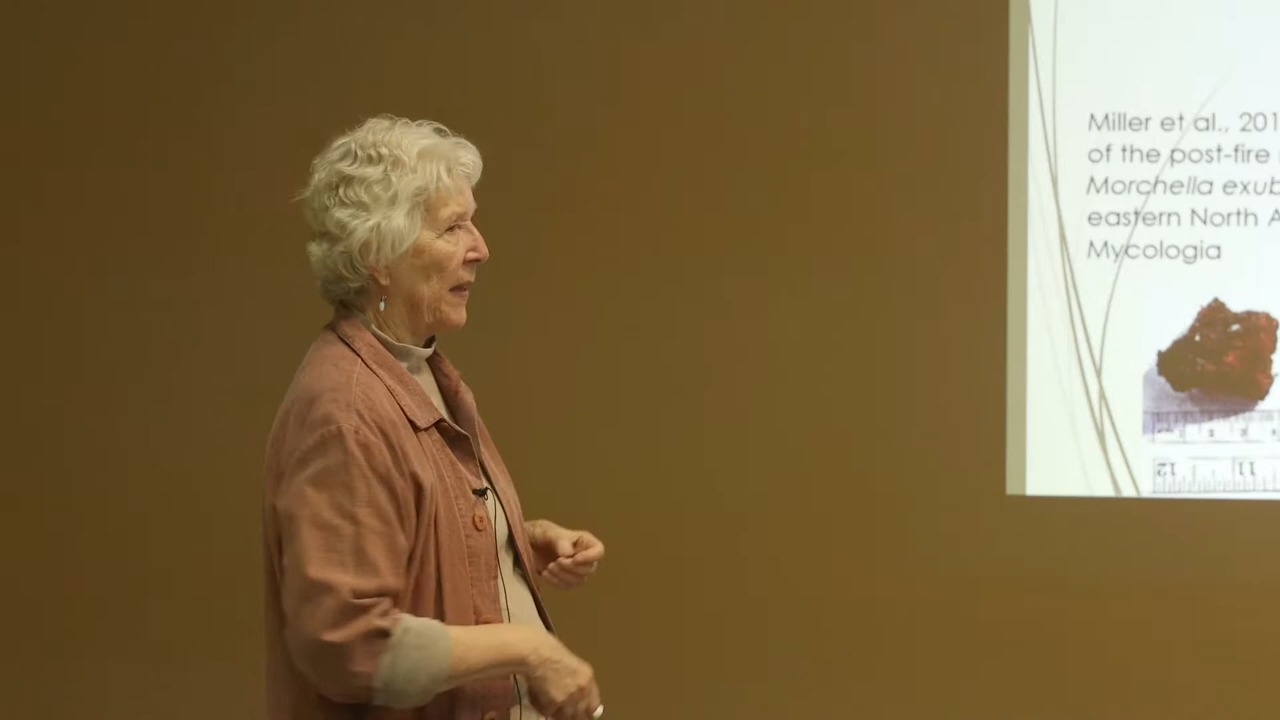 Miller et al., 201
of the post-fire
Morchella exub
eastern North A
Mycologia
12 11